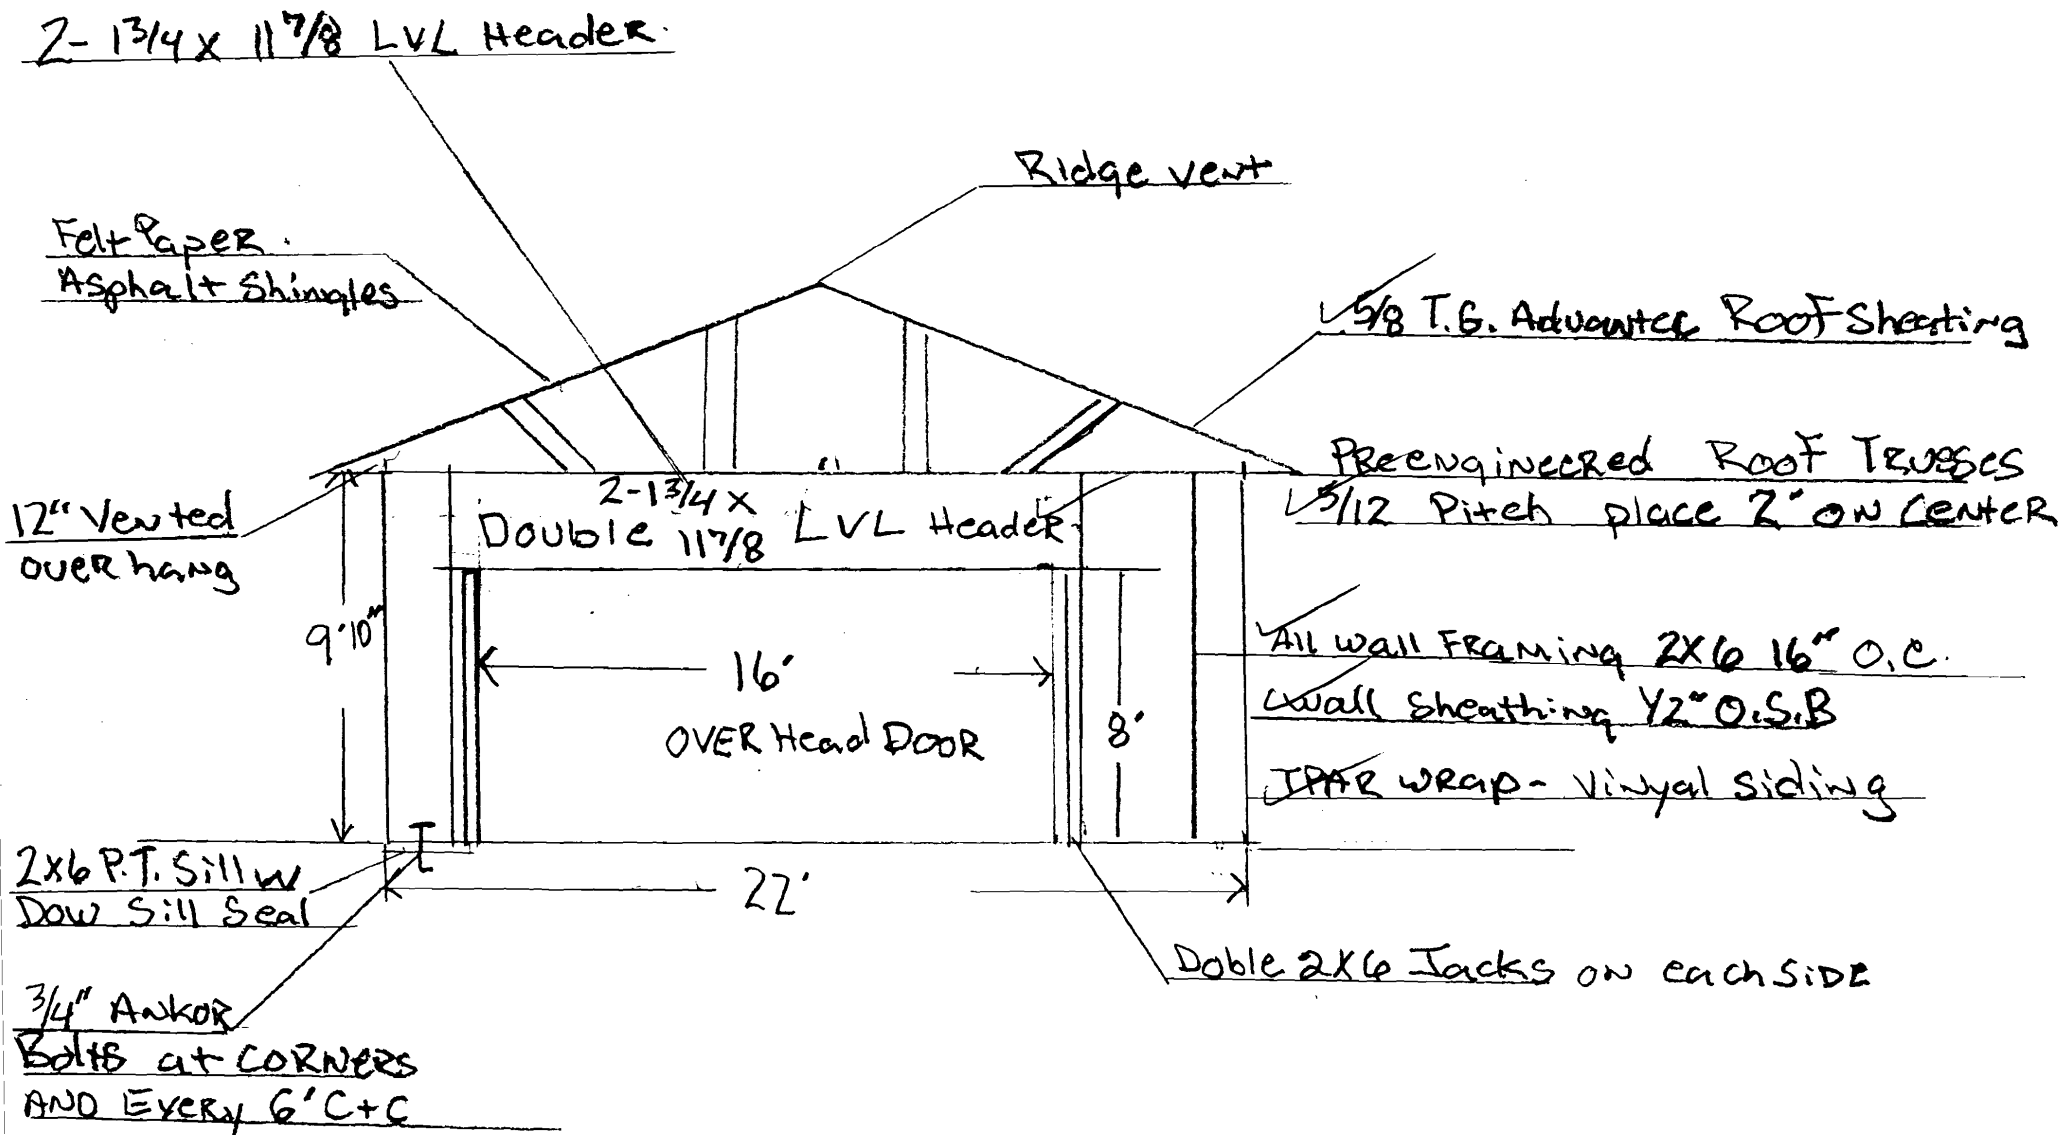 2- 1 3/4 x 11 7/8 LVL Header
Ridge vent
Felt Paper
Asphalt Shingles
5/8 T.G. Advantec Roof Sheating
Preengineered Roof Trusses
5/12 Pitch place 2' on center
12" Vented
overhang
2-1 3/4 x
Double 11 7/8 LVL Header
9'10"
16'
OVER Head DOOR
8'
All wall Framing 2x6 16" O.C.
wall sheathing 1/2" O.S.B
wrap - Vinyal siding
2x6 P.T. Sill w
Dow Sill Seal
22'
Doble 2x6 Jacks on each side
3/4" Ankor
Bolts at corners
AND Every 6' C+C